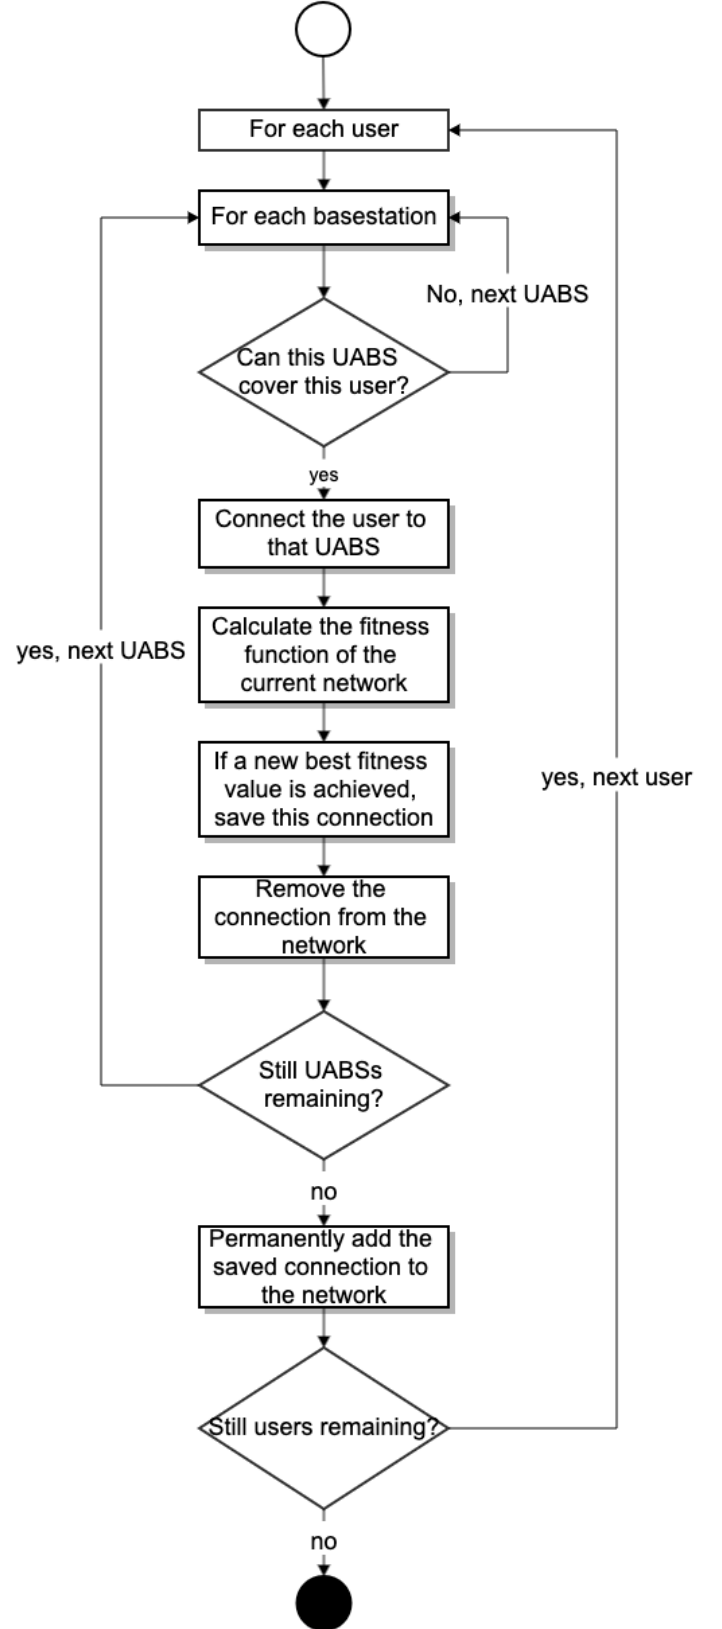 For each user
For each basestation
No, next UABS
Can this UABS
cover this user?
yes
Connect the user to
that UABS
Calculate the fitness
function of the
current network
yes, next UABS
If a new best fitness
value is achieved,
save this connection
yes, next user
Remove the
connection from the
network
Still UABSs
remaining?
no
Permanently add the
saved connection to
the network
Still users remaining?
no